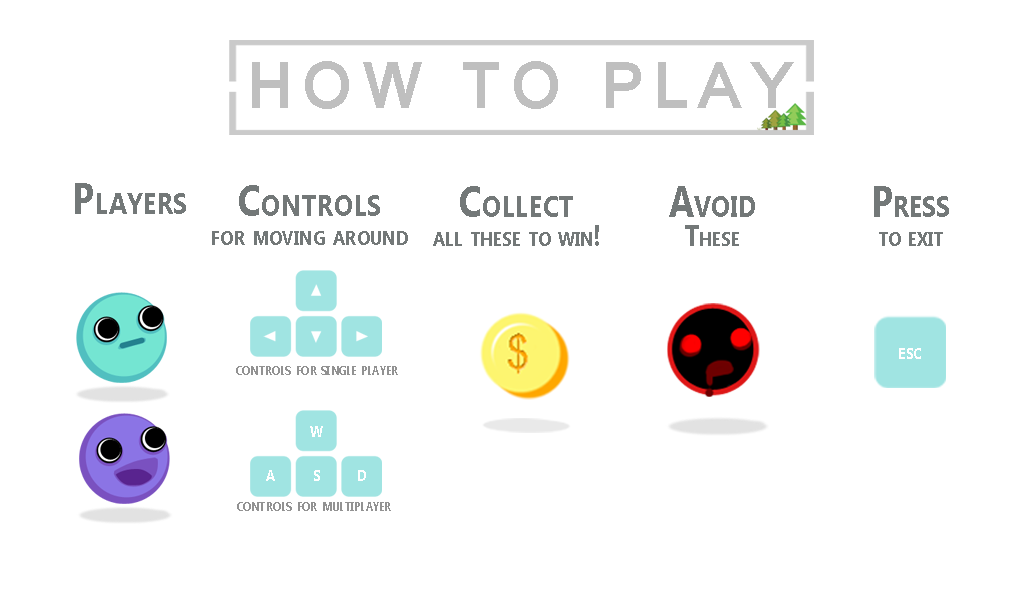 HOW TO PLAY
PLAYERS
CONTROLS
FOR MOVING AROUND
COLLECT
ALL THESE TO WIN!
AVOID
THESE
PRESS
TO EXIT
▲
◄ ▼ ►
CONTROLS FOR SINGLE PLAYER
$
ESC
W
A S D
CONTROLS FOR MULTIPLAYER